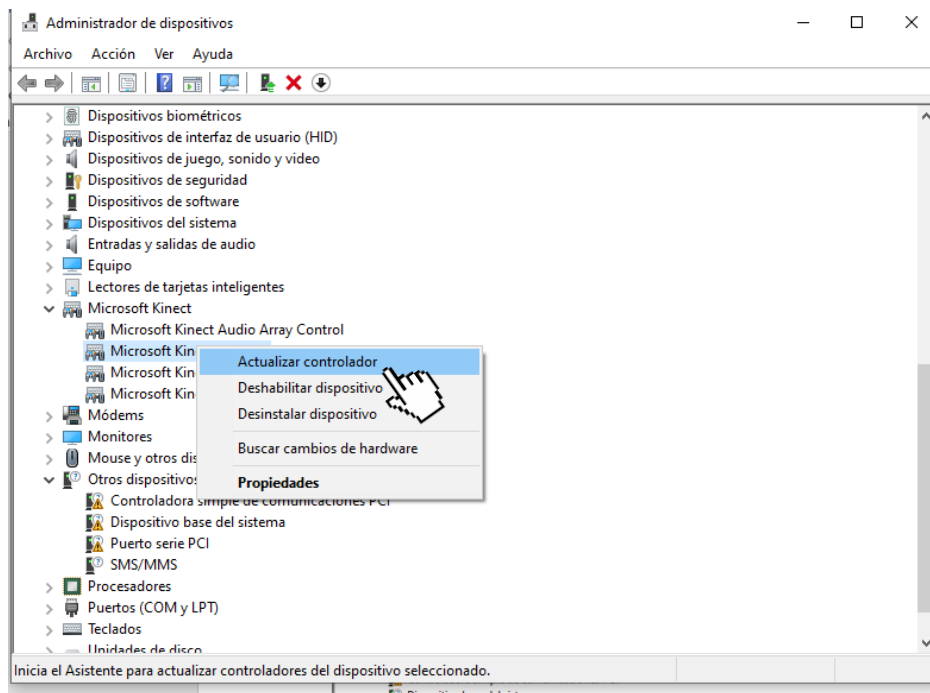 Administrador de dispositivos
Archivo Acción Ver Ayuda
Dispositivos biométricos
Dispositivos de interfaz de usuario (HID)
Dispositivos de juego, sonido y video
Dispositivos de seguridad
Dispositivos de software
Dispositivos del sistema
Entradas y salidas de audio
Equipo
Lectores de tarjetas inteligentes
Microsoft Kinect
Microsoft Kinect Audio Array Control
Microsoft Kin
Actualizar controlador
Microsoft Kin
Deshabilitar dispositivo
Microsoft Kin
Desinstalar dispositivo
Módems
Monitores
Buscar cambios de hardware
Mouse y otros dis
Otros dispositivos
Propiedades
Controladora simple de comunicaciones PCI
Dispositivo base del sistema
Puerto serie PCI
SMS/MMS
Procesadores
Puertos (COM y LPT)
Teclados
Unidades de disco
Inicia el Asistente para actualizar controladores del dispositivo seleccionado.